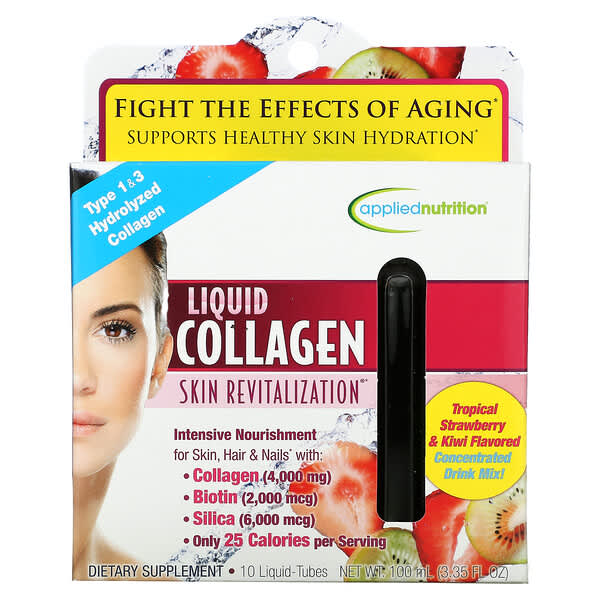 FIGHT THE EFFECTS OF AGING*
SUPPORTS HEALTHY SKIN HYDRATION*
Type 1&3
Hydrolyzed
Collagen
appliednutrition®
LIQUID
COLLAGEN
SKIN REVITALIZATION®*
Intensive Nourishment
for Skin, Hair & Nails* with:
• Collagen (4,000 mg)
• Biotin (2,000 mcg)
• Silica (6,000 mcg)
• Only 25 Calories per Serving
Tropical
Strawberry
& Kiwi Flavored
Concentrated
Drink Mix!
DIETARY SUPPLEMENT • 10 Liquid-Tubes NET WT. 100 mL (3.35 FL OZ)